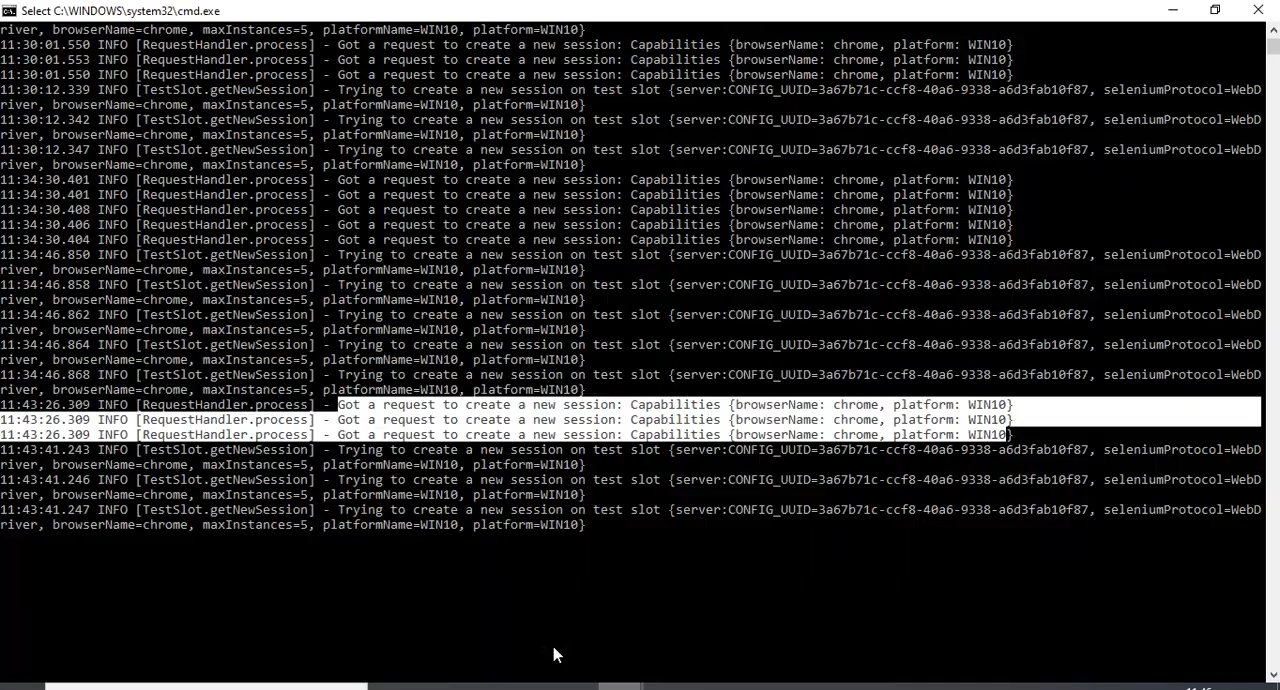 Select C:\WINDOWS\system32\cmd.exe
river, browserName=chrome, maxInstances=5, platformName=WIN10, platform=WIN10}
11:30:01.550 INFO [RequestHandler.process] - Got a request to create a new session: Capabilities {browserName: chrome, platform: WIN10}
11:30:01.553 INFO [RequestHandler.process] - Got a request to create a new session: Capabilities {browserName: chrome, platform: WIN10}
11:30:01.550 INFO [RequestHandler.process] - Got a request to create a new session: Capabilities {browserName: chrome, platform: WIN10}
11:30:12.339 INFO [TestSlot.getNewSession] - Trying to create a new session on test slot {server:CONFIG_UUID=3a67b71c-ccf8-40a6-9338-a6d3fab10f87, seleniumProtocol=WebD
river, browserName=chrome, maxInstances=5, platformName=WIN10, platform=WIN10}
11:30:12.342 INFO [TestSlot.getNewSession] - Trying to create a new session on test slot {server:CONFIG_UUID=3a67b71c-ccf8-40a6-9338-a6d3fab10f87, seleniumProtocol=WebD
river, browserName=chrome, maxInstances=5, platformName=WIN10, platform=WIN10}
11:30:12.347 INFO [TestSlot.getNewSession] - Trying to create a new session on test slot {server:CONFIG_UUID=3a67b71c-ccf8-40a6-9338-a6d3fab10f87, seleniumProtocol=WebD
river, browserName=chrome, maxInstances=5, platformName=WIN10, platform=WIN10}
11:34:30.401 INFO [RequestHandler.process] - Got a request to create a new session: Capabilities {browserName: chrome, platform: WIN10}
11:34:30.401 INFO [RequestHandler.process] - Got a request to create a new session: Capabilities {browserName: chrome, platform: WIN10}
11:34:30.408 INFO [RequestHandler.process] - Got a request to create a new session: Capabilities {browserName: chrome, platform: WIN10}
11:34:30.406 INFO [RequestHandler.process] - Got a request to create a new session: Capabilities {browserName: chrome, platform: WIN10}
11:34:30.404 INFO [RequestHandler.process] - Got a request to create a new session: Capabilities {browserName: chrome, platform: WIN10}
11:34:46.850 INFO [TestSlot.getNewSession] - Trying to create a new session on test slot {server:CONFIG_UUID=3a67b71c-ccf8-40a6-9338-a6d3fab10f87, seleniumProtocol=WebD
river, browserName=chrome, maxInstances=5, platformName=WIN10, platform=WIN10}
11:34:46.858 INFO [TestSlot.getNewSession] - Trying to create a new session on test slot {server:CONFIG_UUID=3a67b71c-ccf8-40a6-9338-a6d3fab10f87, seleniumProtocol=WebD
river, browserName=chrome, maxInstances=5, platformName=WIN10, platform=WIN10}
11:34:46.862 INFO [TestSlot.getNewSession] - Trying to create a new session on test slot {server:CONFIG_UUID=3a67b71c-ccf8-40a6-9338-a6d3fab10f87, seleniumProtocol=WebD
river, browserName=chrome, maxInstances=5, platformName=WIN10, platform=WIN10}
11:34:46.864 INFO [TestSlot.getNewSession] - Trying to create a new session on test slot {server:CONFIG_UUID=3a67b71c-ccf8-40a6-9338-a6d3fab10f87, seleniumProtocol=WebD
river, browserName=chrome, maxInstances=5, platformName=WIN10, platform=WIN10}
11:34:46.868 INFO [TestSlot.getNewSession] - Trying to create a new session on test slot {server:CONFIG_UUID=3a67b71c-ccf8-40a6-9338-a6d3fab10f87, seleniumProtocol=WebD
river, browserName=chrome, maxInstances=5, platformName=WIN10, platform=WIN10}
11:43:26.309 INFO [RequestHandler.process] - Got a request to create a new session: Capabilities {browserName: chrome, platform: WIN10}
11:43:26.309 INFO [RequestHandler.process] - Got a request to create a new session: Capabilities {browserName: chrome, platform: WIN10}
11:43:26.309 INFO [RequestHandler.process] - Got a request to create a new session: Capabilities {browserName: chrome, platform: WIN10}
11:43:41.243 INFO [TestSlot.getNewSession] - Trying to create a new session on test slot {server:CONFIG_UUID=3a67b71c-ccf8-40a6-9338-a6d3fab10f87, seleniumProtocol=WebD
river, browserName=chrome, maxInstances=5, platformName=WIN10, platform=WIN10}
11:43:41.246 INFO [TestSlot.getNewSession] - Trying to create a new session on test slot {server:CONFIG_UUID=3a67b71c-ccf8-40a6-9338-a6d3fab10f87, seleniumProtocol=WebD
river, browserName=chrome, maxInstances=5, platformName=WIN10, platform=WIN10}
11:43:41.247 INFO [TestSlot.getNewSession] - Trying to create a new session on test slot {server:CONFIG_UUID=3a67b71c-ccf8-40a6-9338-a6d3fab10f87, seleniumProtocol=WebD
river, browserName=chrome, maxInstances=5, platformName=WIN10, platform=WIN10}